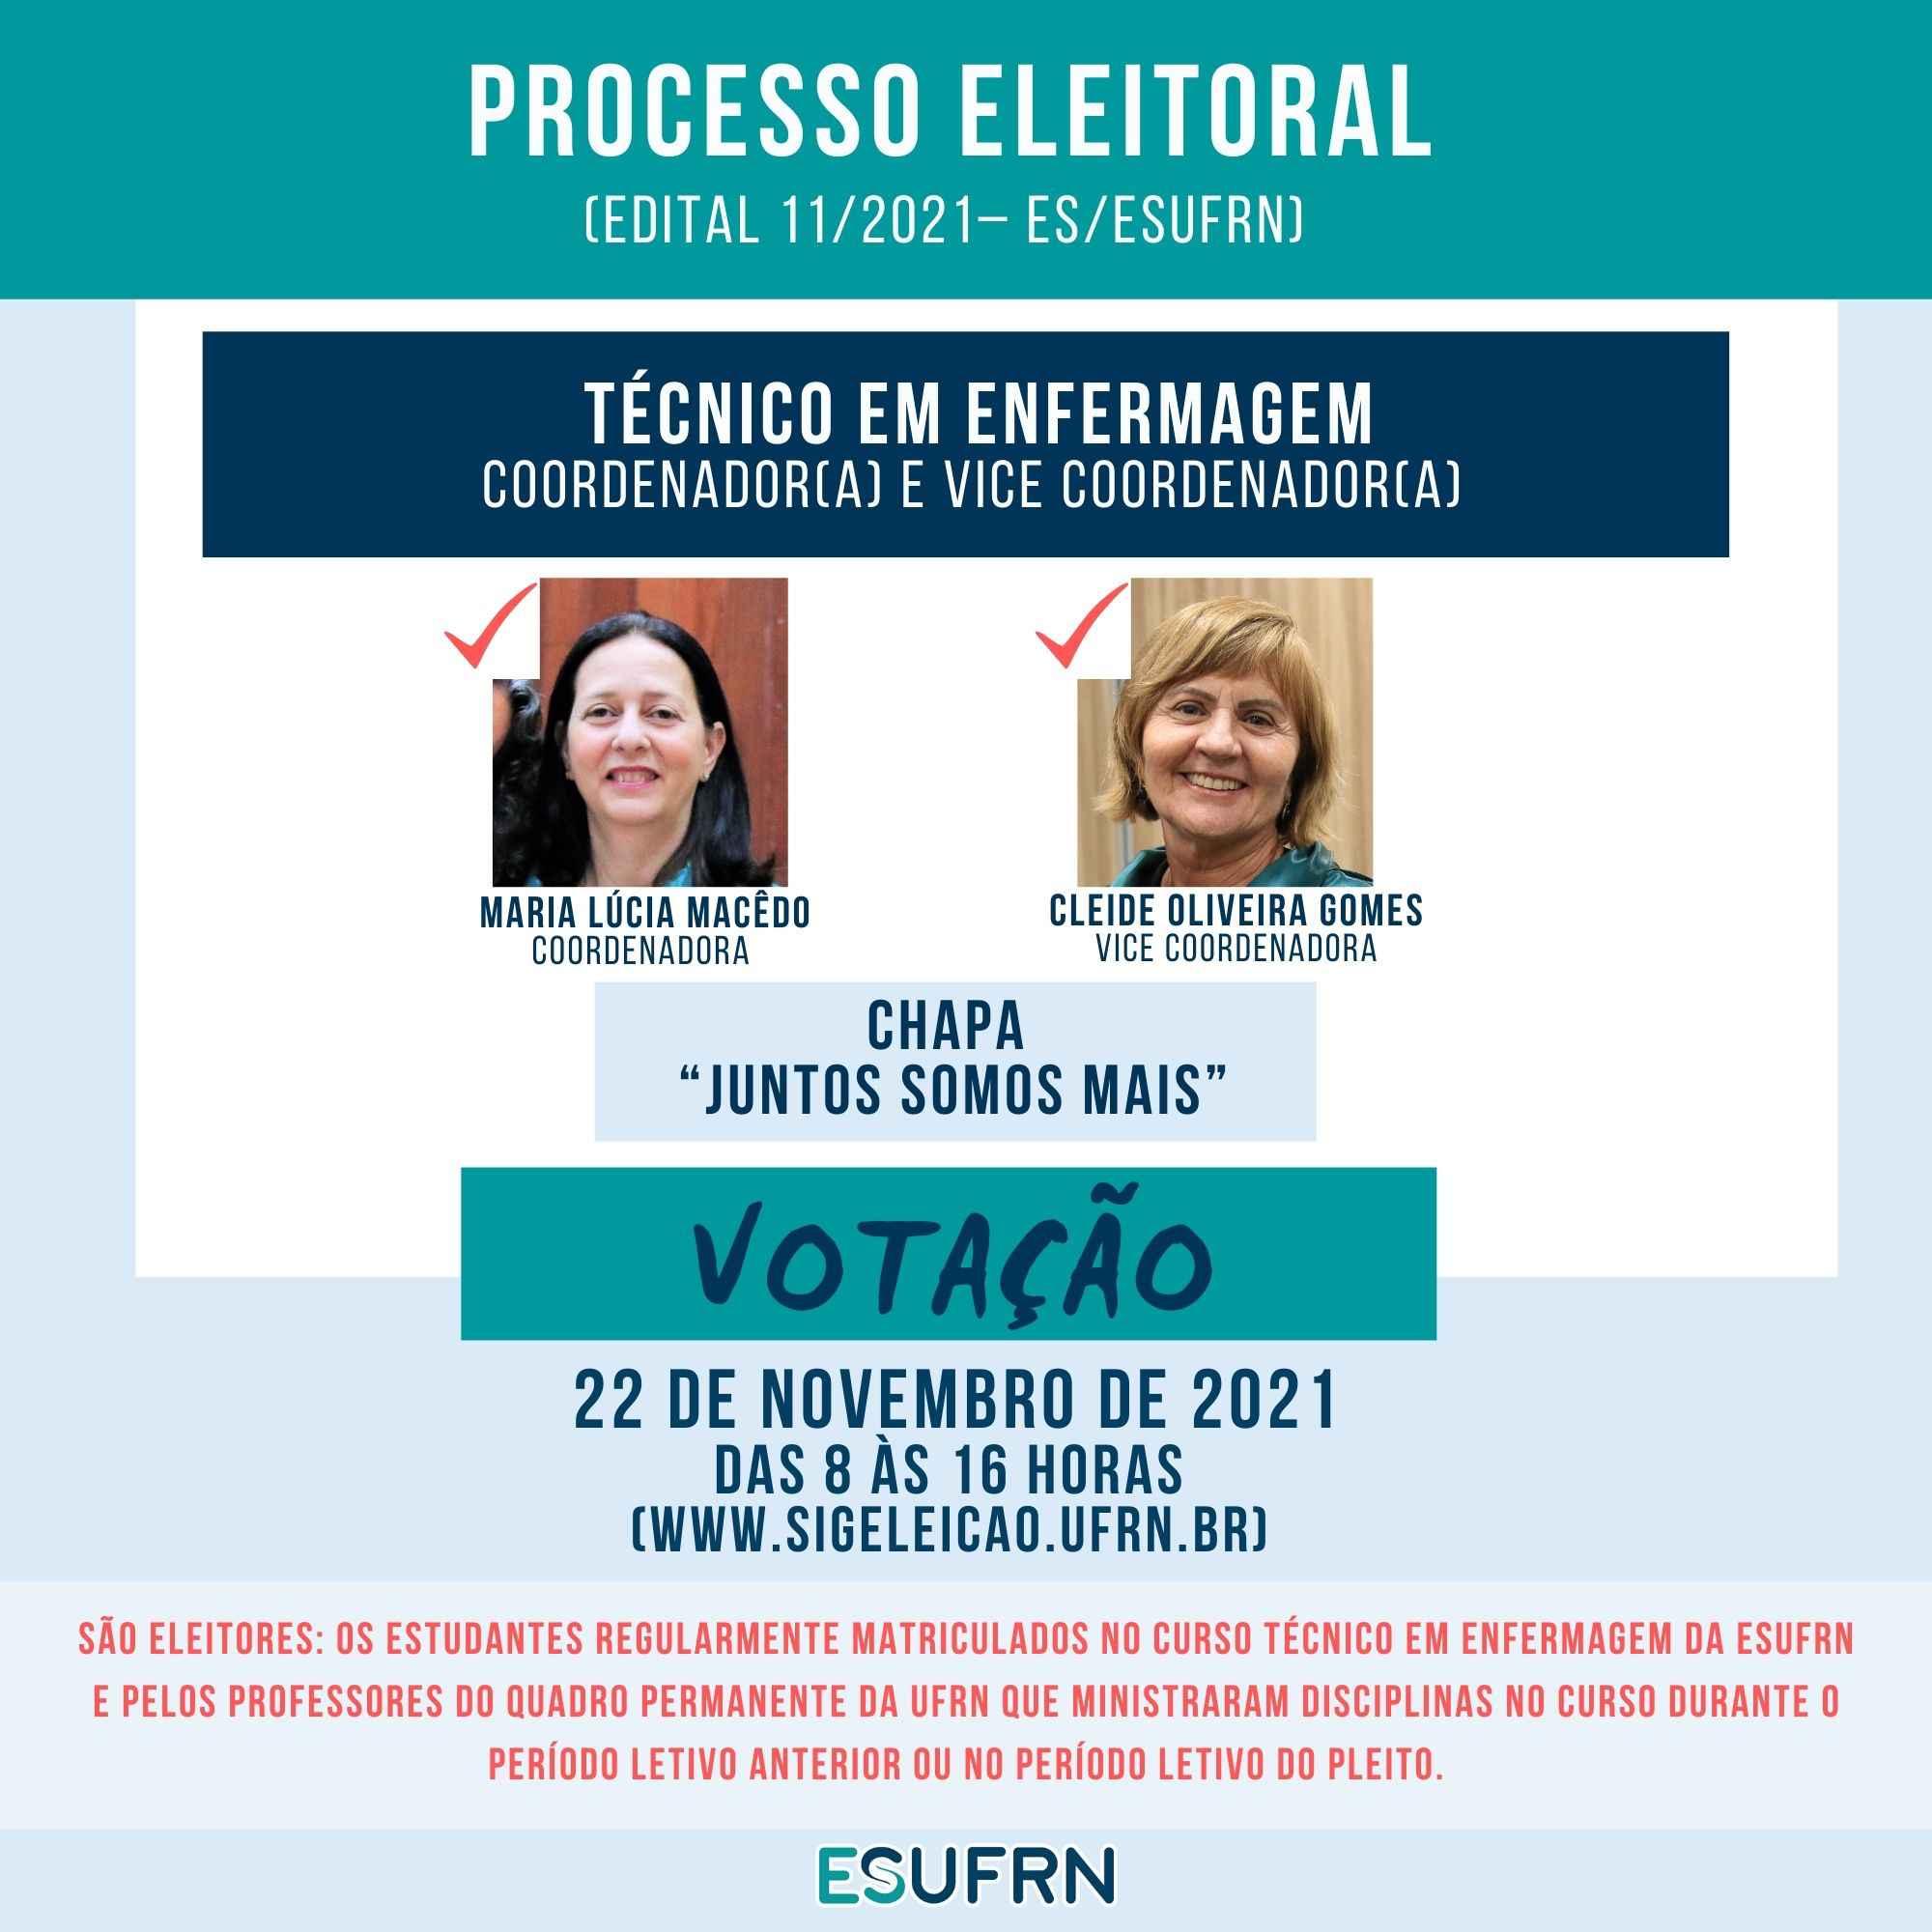 PROCESSO ELEITORAL
(EDITAL 11/2021– ES/ESUFRN)
TÉCNICO EM ENFERMAGEM
COORDENADOR(A) E VICE COORDENADOR(A)
MARIA LÚCIA MACÊDO
COORDENADORA
CLEIDE OLIVEIRA GOMES
VICE COORDENADORA
CHAPA
“JUNTOS SOMOS MAIS”
VOTAÇÃO
22 DE NOVEMBRO DE 2021
DAS 8 ÀS 16 HORAS
(WWW.SIGELEICAO.UFRN.BR)
SÃO ELEITORES: OS ESTUDANTES REGULARMENTE MATRICULADOS NO CURSO TÉCNICO EM ENFERMAGEM DA ESUFRN
E PELOS PROFESSORES DO QUADRO PERMANENTE DA UFRN QUE MINISTRARAM DISCIPLINAS NO CURSO DURANTE O
PERÍODO LETIVO ANTERIOR OU NO PERÍODO LETIVO DO PLEITO.
ESUFRN